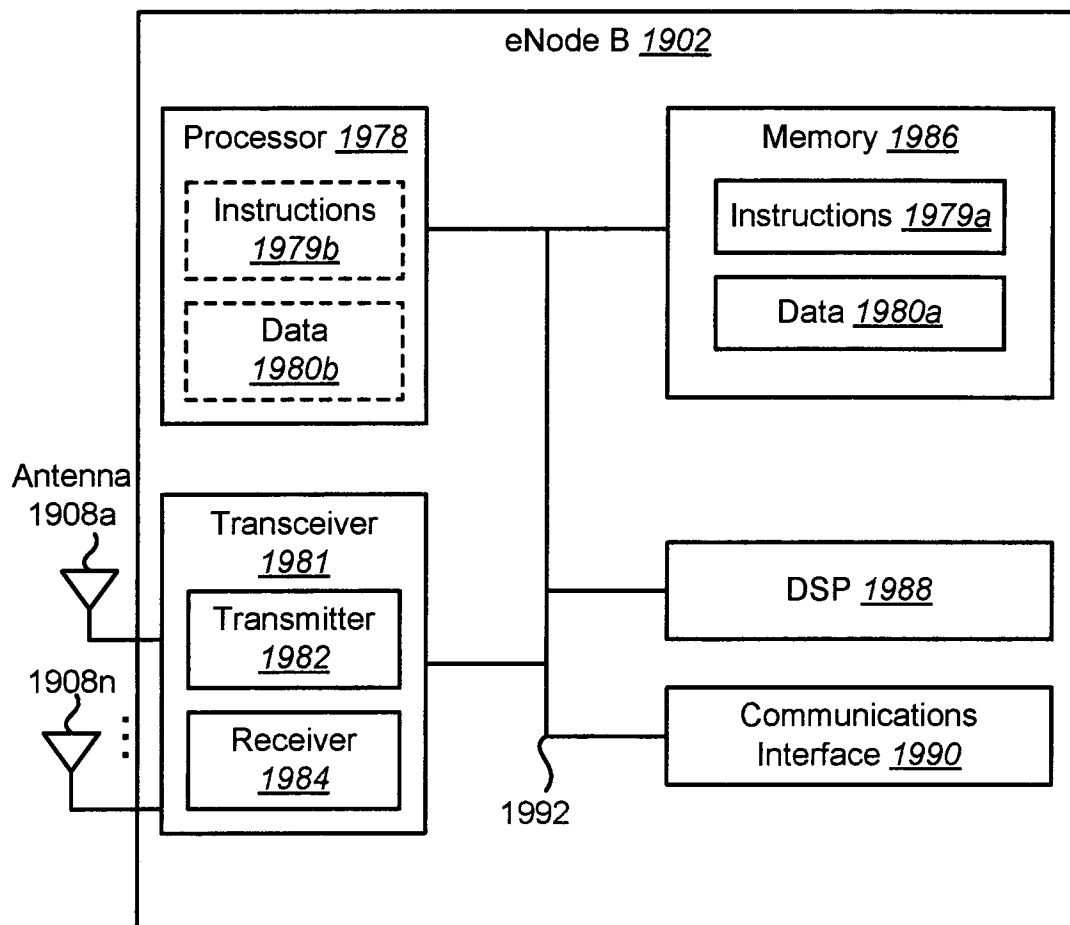 eNode B 1902
Processor 1978
Instructions
1979b
Data
1980b
Memory 1986
Instructions 1979a
Data 1980a
Antenna
1908a
1908n
Transceiver
1981
Transmitter
1982
Receiver
1984
DSP 1988
Communications
Interface 1990
1992